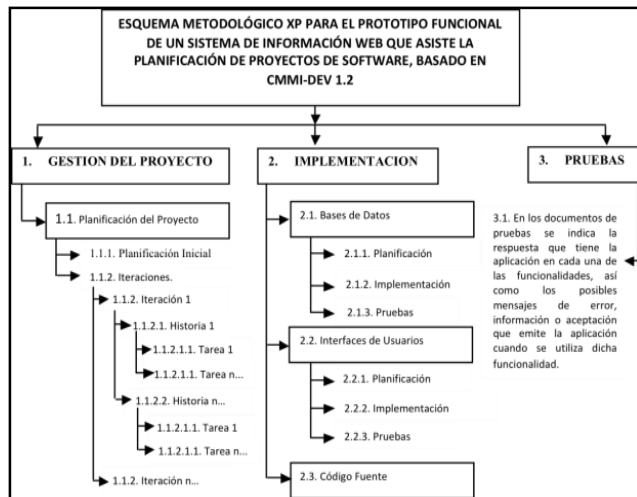 ESQUEMA METODOLÓGICO XP PARA EL PROTOTIPO FUNCIONAL
DE UN SISTEMA DE INFORMACIÓN WEB QUE ASISTE LA
PLANIFICACIÓN DE PROYECTOS DE SOFTWARE, BASADO EN
CMMI-DEV 1.2
1. GESTION DEL PROYECTO
1.1. Planificación del Proyecto
1.1.1. Planificación Inicial
1.1.2. Iteraciones.
1.1.2. Iteración 1
1.1.2.1. Historia 1
1.1.2.1.1. Tarea 1
1.1.2.1.1. Tarea n...
1.1.2.2. Historia n...
1.1.2.1.1. Tarea 1
1.1.2.1.1. Tarea n...
1.1.2. Iteración n...
2. IMPLEMENTACION
2.1. Bases de Datos
2.1.1. Planificación
2.1.2. Implementación
2.1.3. Pruebas
2.2. Interfaces de Usuarios
2.2.1. Planificación
2.2.2. Implementación
2.2.3. Pruebas
2.3. Código Fuente
3. PRUEBAS
3.1. En los documentos de
pruebas se indica la
respuesta que tiene la
aplicación en cada una de
las funcionalidades, así
como los posibles
mensajes de error,
información o aceptación
que emite la aplicación
cuando se utiliza dicha
funcionalidad.